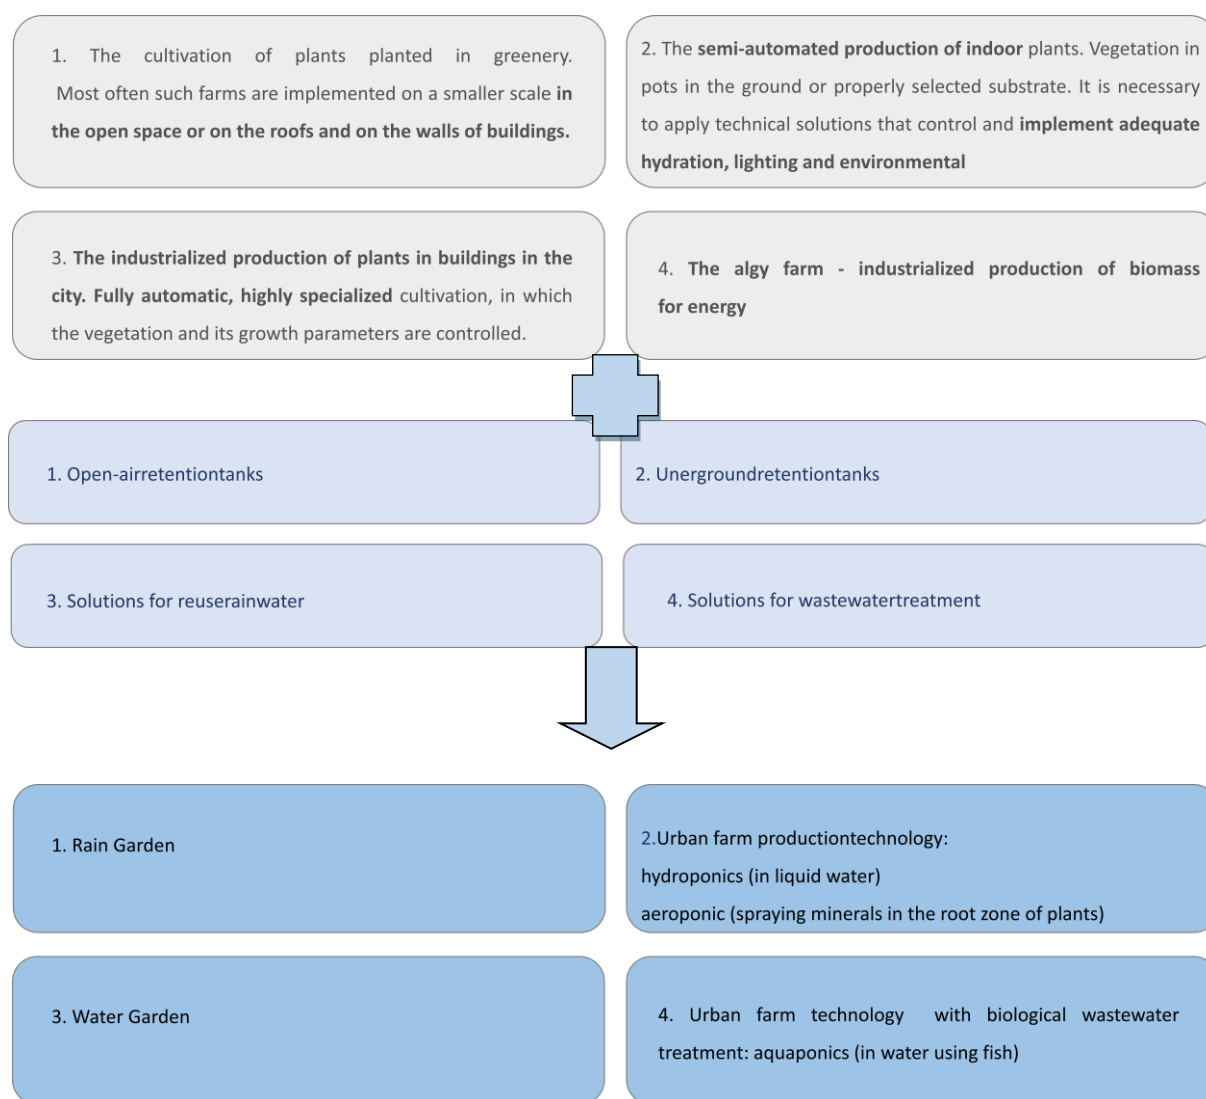 1. The cultivation of plants planted in greenery.
Most often such farms are implemented on a smaller scale in
the open space or on the roofs and on the walls of buildings.
2. The semi-automated production of indoor plants. Vegetation in
pots in the ground or properly selected substrate. It is necessary
to apply technical solutions that control and implement adequate
hydration, lighting and environmental
3. The industrialized production of plants in buildings in the
city. Fully automatic, highly specialized cultivation, in which
the vegetation and its growth parameters are controlled.
4. The algy farm - industrialized production of biomass
for energy
1. Open-airretentiontanks
2. Unergroundretentiontanks
3. Solutions for reuserainwater
4. Solutions for wastewatertreatment
1. Rain Garden
2.Urban farm productiontechnology:
hydroponics (in liquid water)
aeroponic (spraying minerals in the root zone of plants)
3. Water Garden
4. Urban farm technology with biological wastewater
treatment: aquaponics (in water using fish)